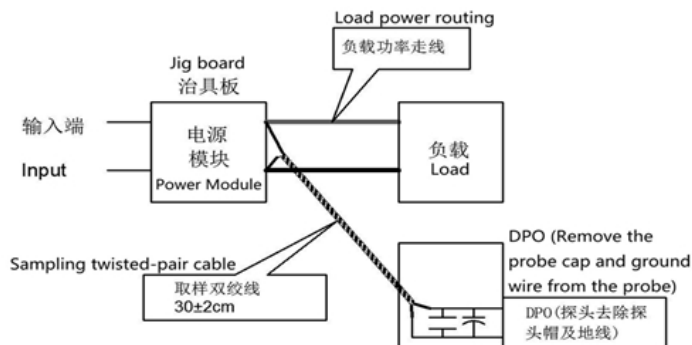 Load power routing
负载功率走线
Jig board
治具板
输入端
Input
电源
模块
Power Module
负载
Load
Sampling twisted-pair cable
取样双绞线
30±2cm
DPO (Remove the
probe cap and ground
wire from the probe)
DPO(探头去除探
头帽及地线)